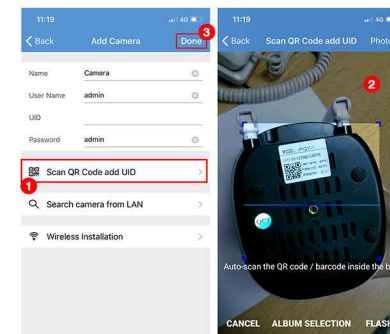 11:19
4G
Back
Add Camera
Done
3
Name
Camera
User Name
admin
UID
Password
admin
Scan QR Code add UID
1
Search camera from LAN
Wireless Installation
11:19
4G
Back
Scan QR Code add UID
Photo
2
Auto-scan the QR code / barcode inside the b
CANCEL
ALBUM SELECTION
FLASH